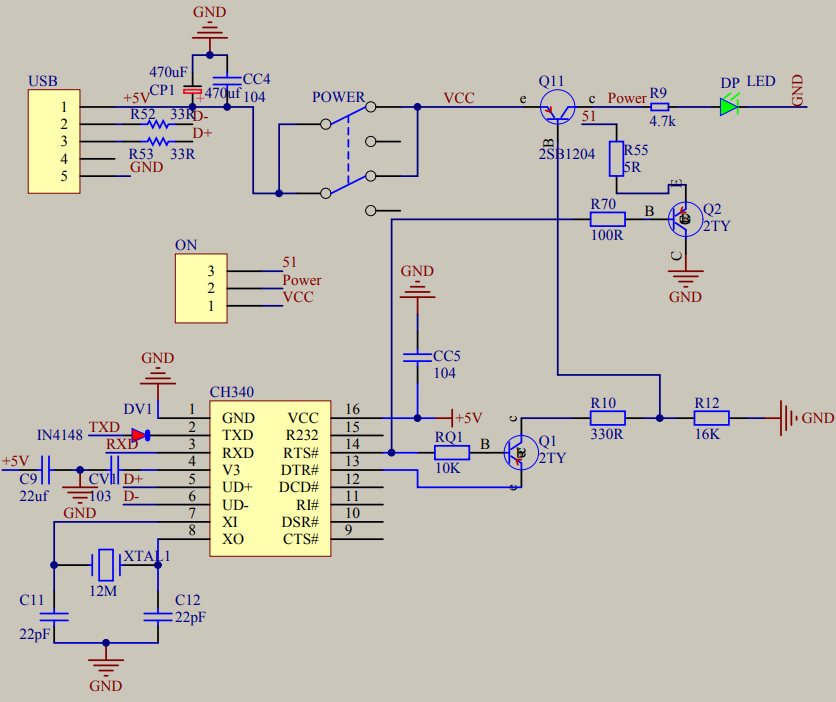 GND
USB
470uF
CP1
CC4
470uf
104
1
+5V
2
R52
33R
D-
3
D+
R53
33R
4
5
GND
POWER
VCC
e
Q11
c
Power
51
B
2SB1204
R9
4.7k
DP
LED
GND
R55
5R
R70
100R
B
Q2
2TY
C
GND
ON
3
51
2
Power
1
VCC
GND
CC5
104
+5V
GND
DV1
CH340
IN4148
TXD
RXD
+5V
C9
22uf
GND
CV1
103
D+
D-
1
GND
VCC
16
2
TXD
R232
15
3
RXD
RTS#
14
4
V3
DTR#
13
5
UD+
DCD#
12
6
UD-
RI#
11
7
XI
DSR#
10
8
XO
CTS#
9
RQ1
10K
B
c
Q1
2TY
e
R10
330R
R12
16K
GND
XTAL1
12M
C11
22pF
C12
22pF
GND